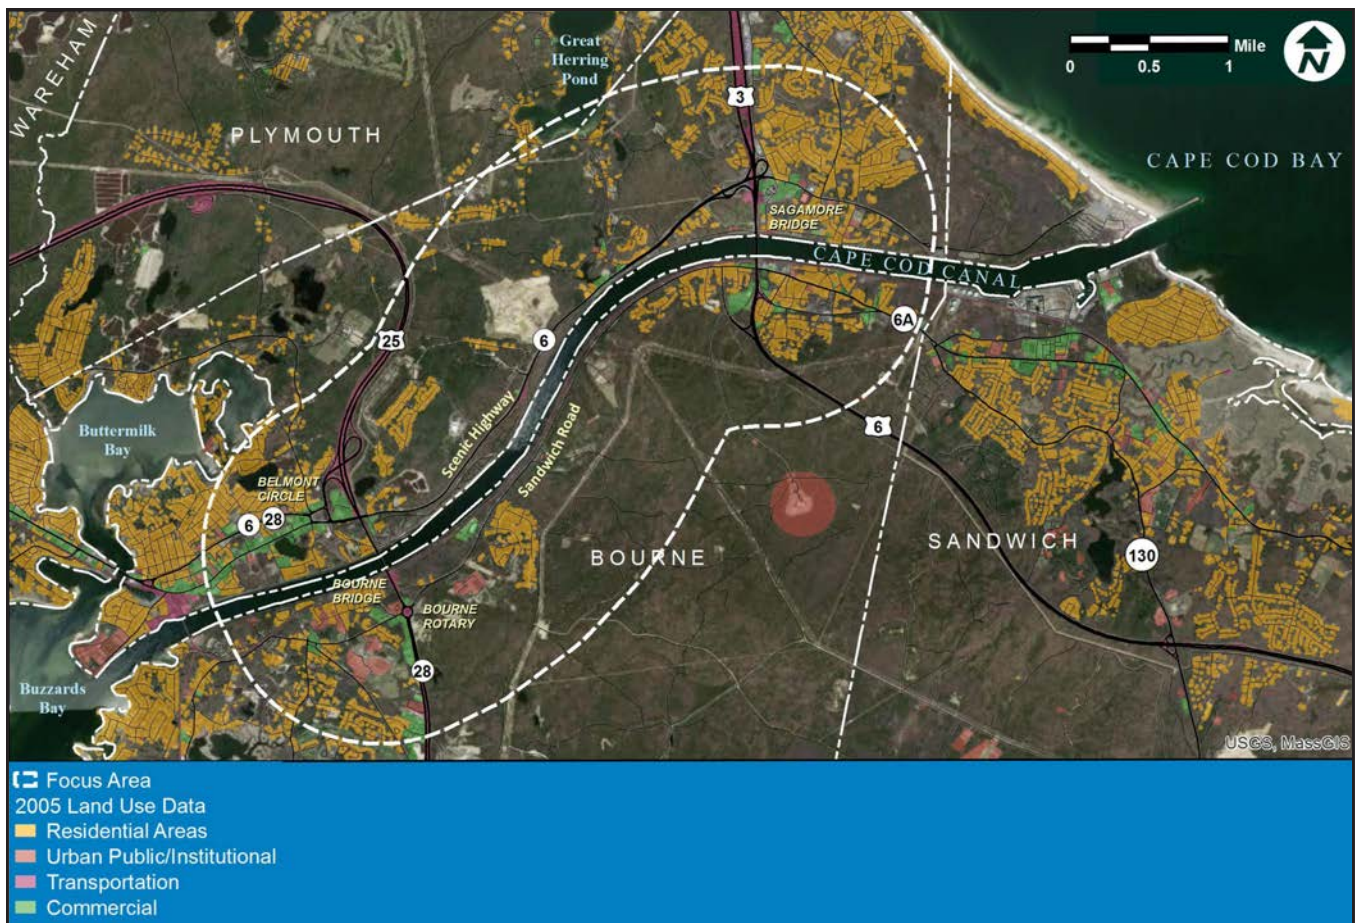 WAREHAM
PLYMOUTH
Great
Herring
Pond
3
Mile
0 0.5 1
N
CAPE COD BAY
SAGAMORE
BRIDGE
CAPE COD CANAL
25
6
6A
Scenic Highway
Sandwich Road
6
Buttermilk
Bay
BELMONT
CIRCLE
6
28
BOURNE
SANDWICH
130
BOURNE
BRIDGE
BOURNE
ROTARY
28
Buzzards
Bay
USGS, MassGIS
Focus Area
2005 Land Use Data
Residential Areas
Urban Public/Institutional
Transportation
Commercial